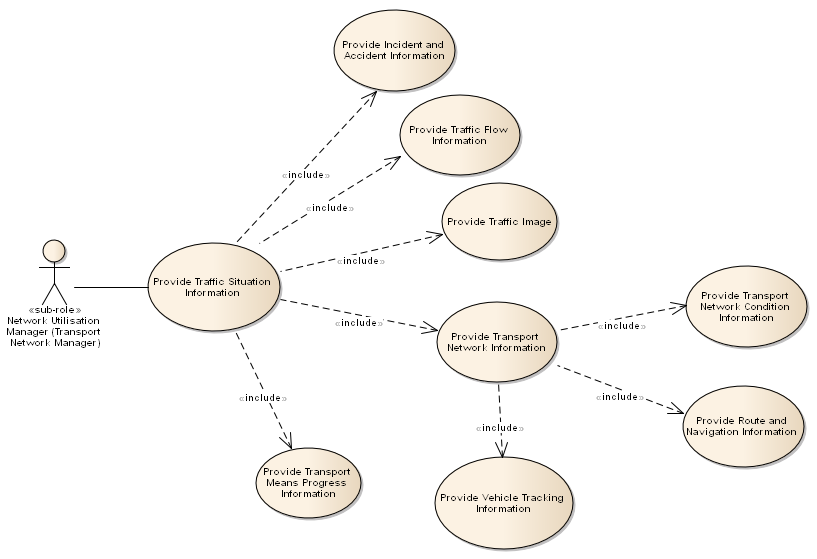 Provide Incident and
Accident Information
Provide Traffic Flow
Information
«include»
«include»
Provide Traffic Image
«include»
Provide Traffic Situation
Information
«sub-role»
Network Utilisation
Manager (Transport
Network Manager)
«include»
Provide Transport
Network Information
«include»
Provide Transport
Network Condition
Information
«include»
«include»
Provide Route and
Navigation Information
«include»
Provide Transport
Means Progress
Information
Provide Vehicle Tracking
Information